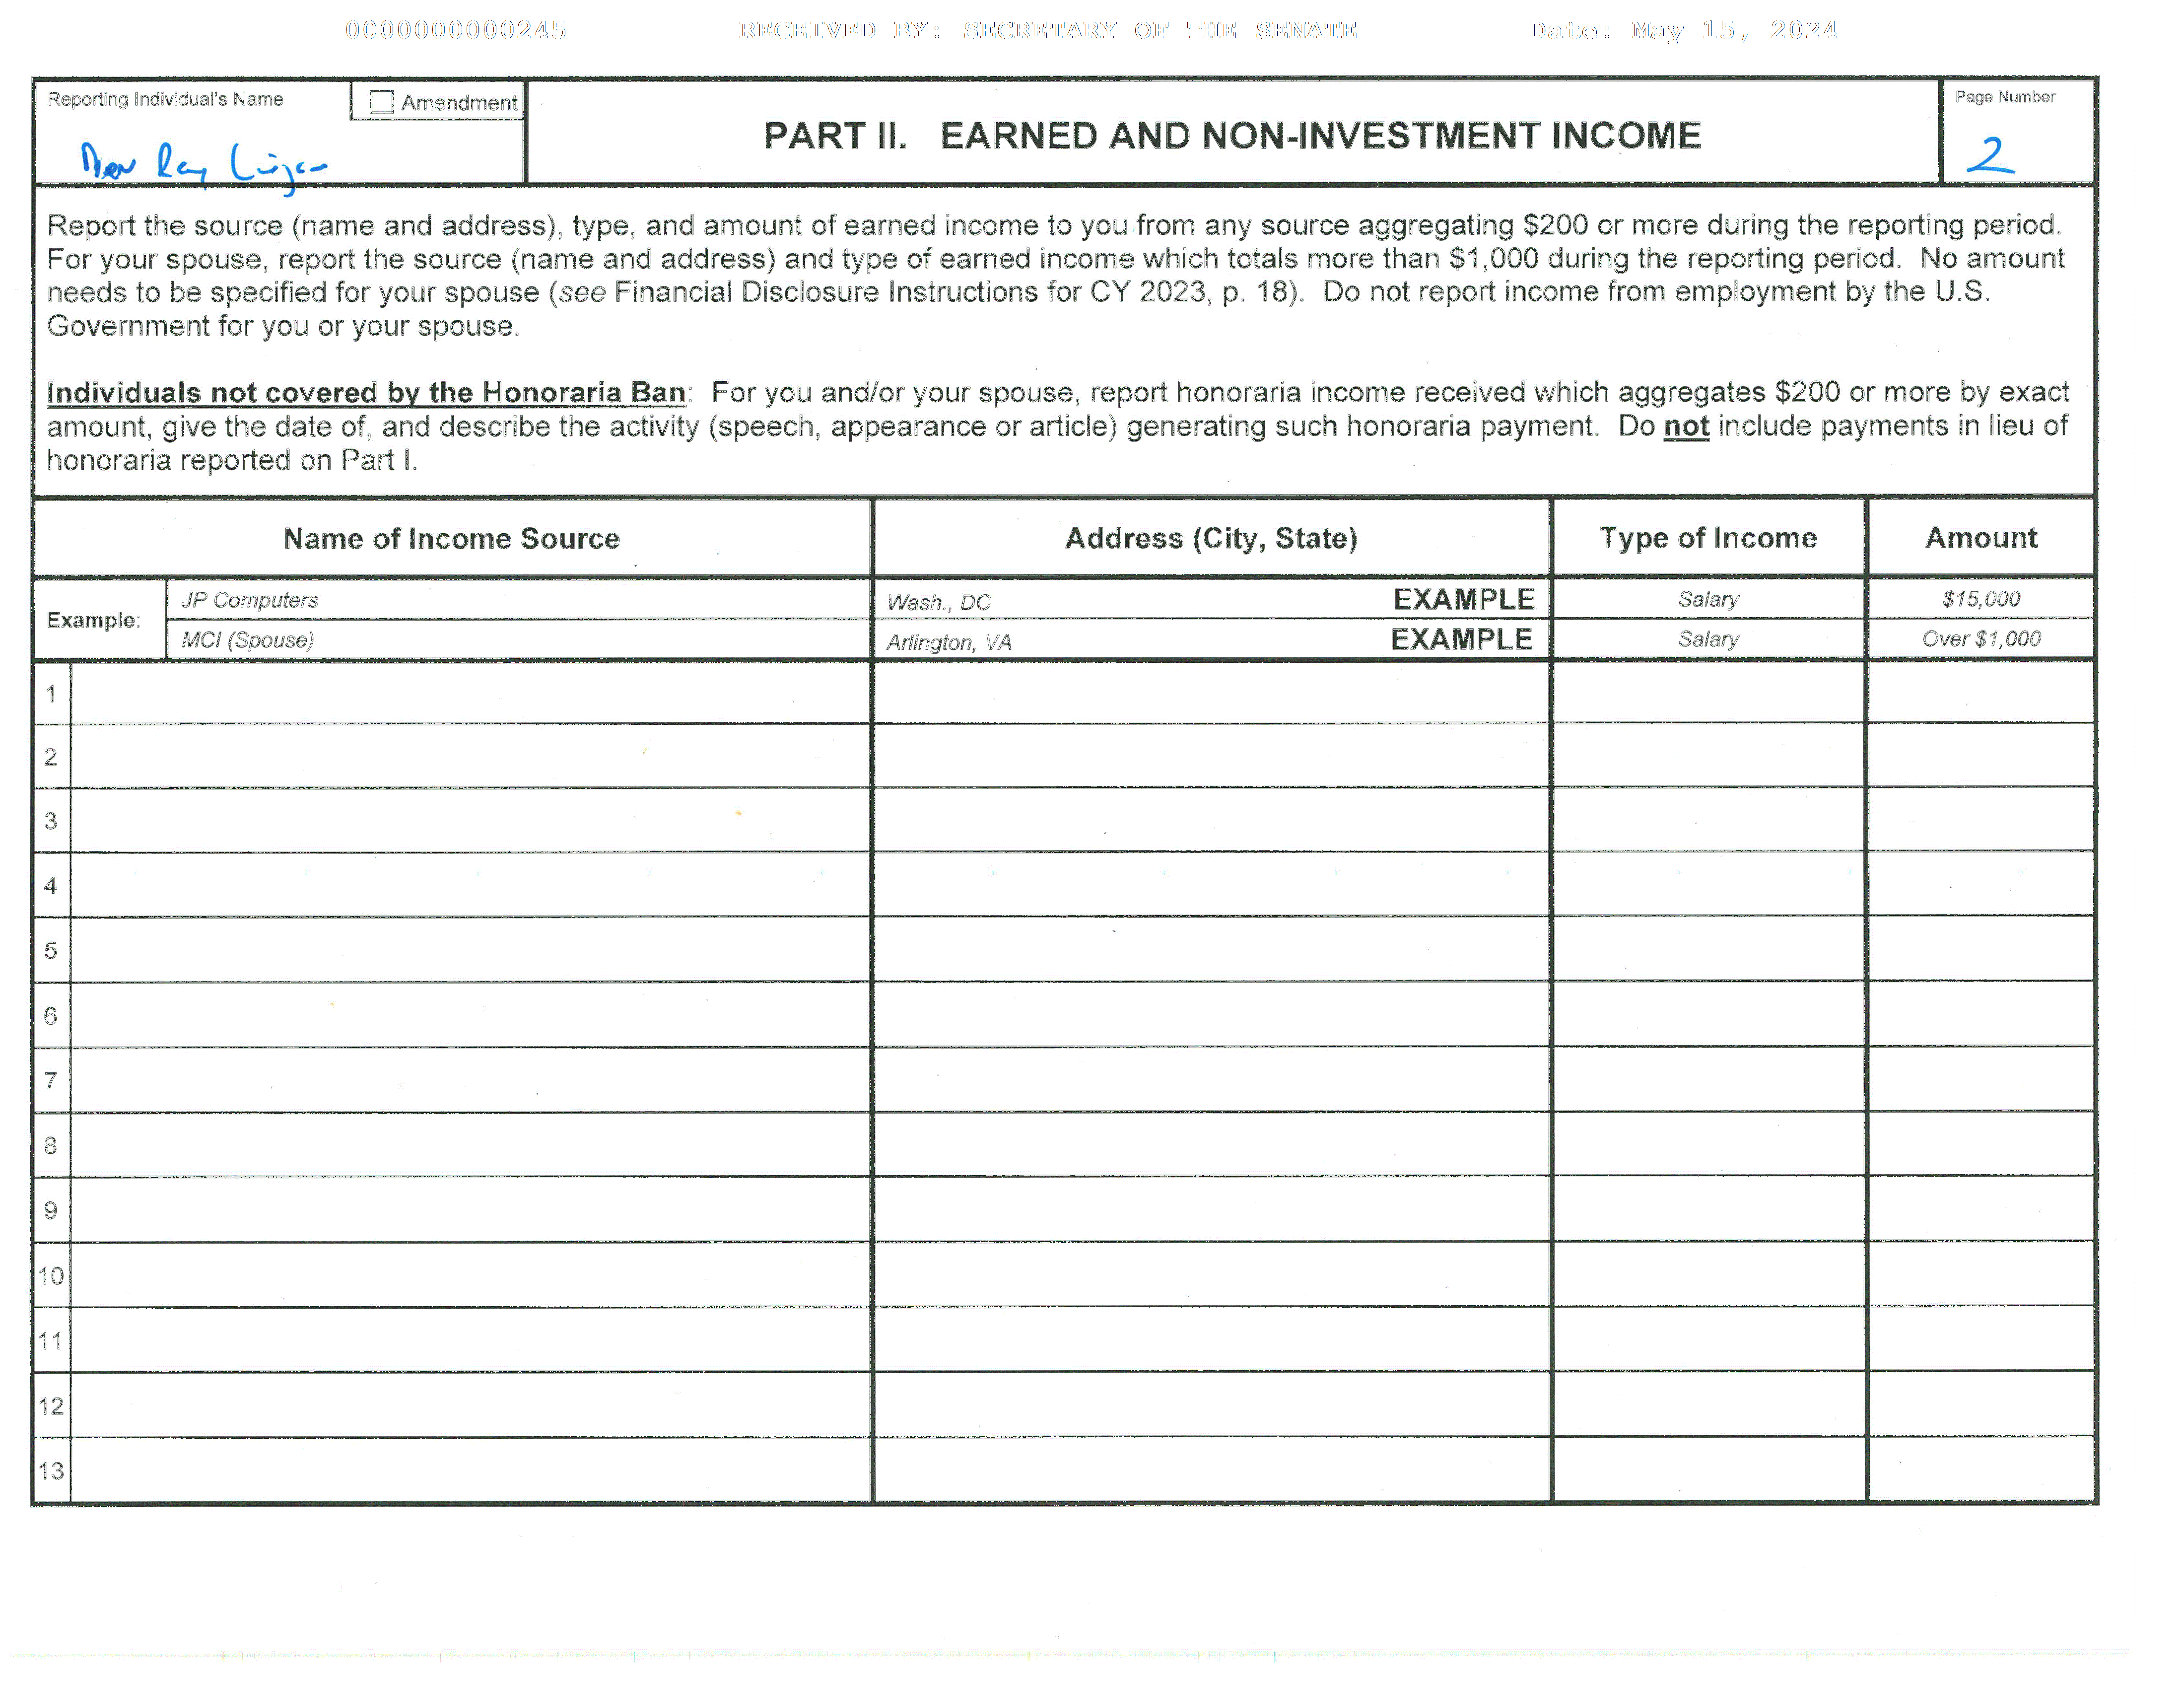 0000000000245 RECEIVED BY: SECRETARY OF THE SENATE Date: May 15, 2024
Reporting Individual's Name
Amendment
PART II. EARNED AND NON-INVESTMENT INCOME
Page Number
Ray
2
Report the source (name and address), type, and amount of earned income to you from any source aggregating $200 or more during the reporting period.
For your spouse, report the source (name and address) and type of earned income which totals more than $1,000 during the reporting period. No amount
needs to be specified for your spouse (see Financial Disclosure Instructions for CY 2023, p. 18). Do not report income from employment by the U.S.
Government for you or your spouse.
Individuals not covered by the Honoraria Ban: For you and/or your spouse, report honoraria income received which aggregates $200 or more by exact
amount, give the date of, and describe the activity (speech, appearance or article) generating such honoraria payment. Do not include payments in lieu of
honoraria reported on Part I.
Name of Income Source Address (City, State) Type of Income Amount
Example:
JP Computers Wash., DC EXAMPLE Salary $15,000
MCI (Spouse) Arlington, VA EXAMPLE Salary Over $1,000
1
2
3
4
5
6
7
8
9
10
11
12
13